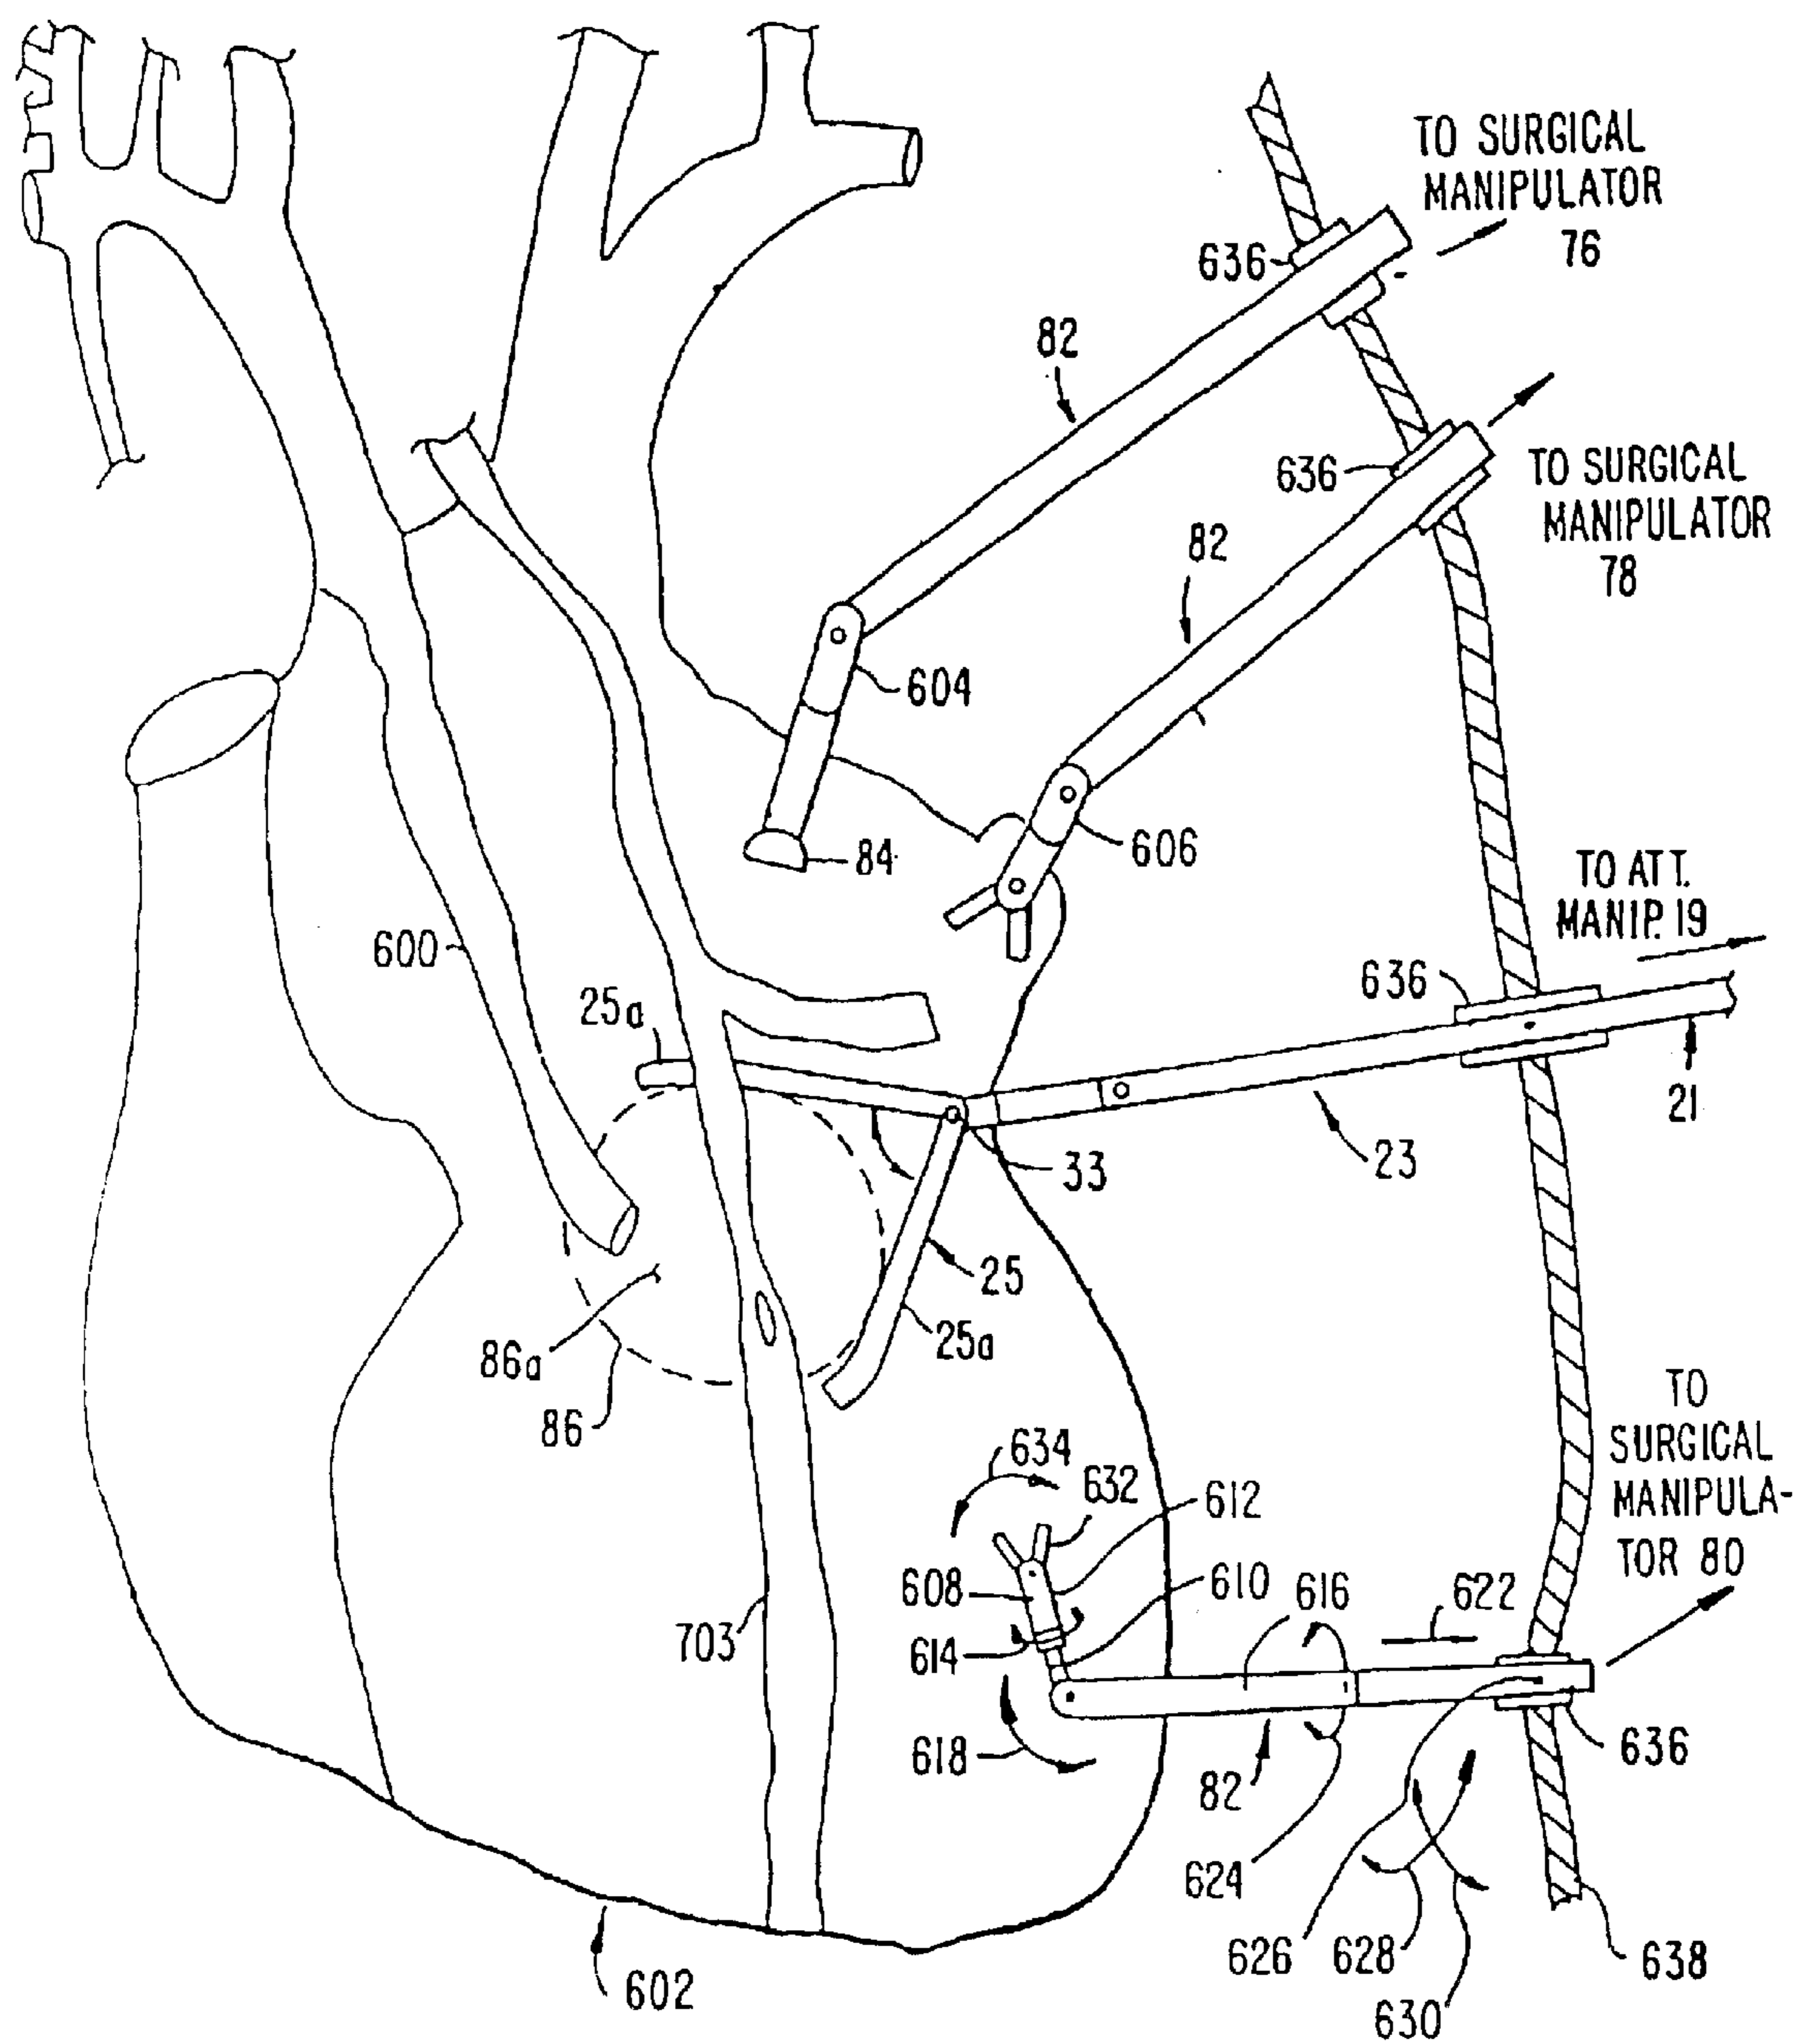 TO SURGICAL
MANIPULATOR
76
636
82
TO SURGICAL
MANIPULATOR
78
636
82
604
606
84
TO ATT.
MANIP. 19
600
636
25a
21
23
33
25
25a
86a
86
TO
SURGICAL
MANIPULA-
TOR 80
634
632
612
608
610
616
622
703
614
618
636
82
624
626
628
638
602
630